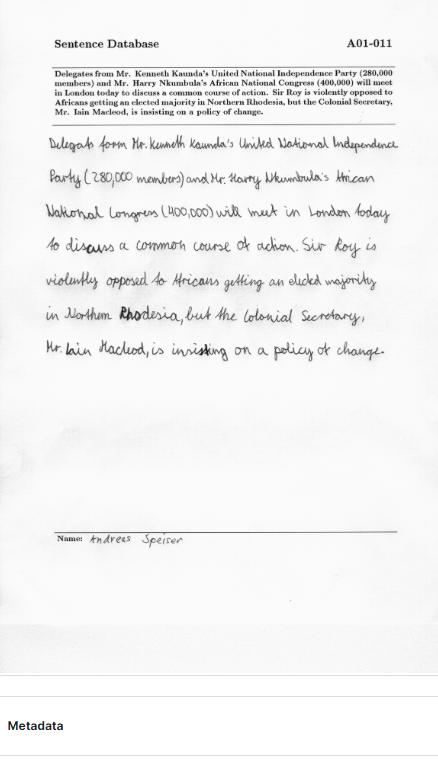 Sentence Database A01-011
Delegates from Mr. Kenneth Kaunda's United National Independence Party (280,000
members) and Mr. Harry Nkumbula's African National Congress (400,000) will meet
in London today to discuss a common course of action. Sir Roy is violently opposed to
Africans getting an elected majority in Northern Rhodesia, but the Colonial Secretary,
Mr. Iain Macleod, is insisting on a policy of change.
Delegats form Mr. Kenneth Kaunda's United National Independence
Party (280,000 members) and Mr. Harry Nkumbula's African
National Congress (400,000) will meet in London today
to discuss a common course of action. Sir Roy is
violently opposed to Africans getting an elected majority
in Northern Rhodesia, but the Colonial Secretary,
Mr. Iain Macleod, is insisting on a policy of change.
Name: Andreas Speiser
Metadata